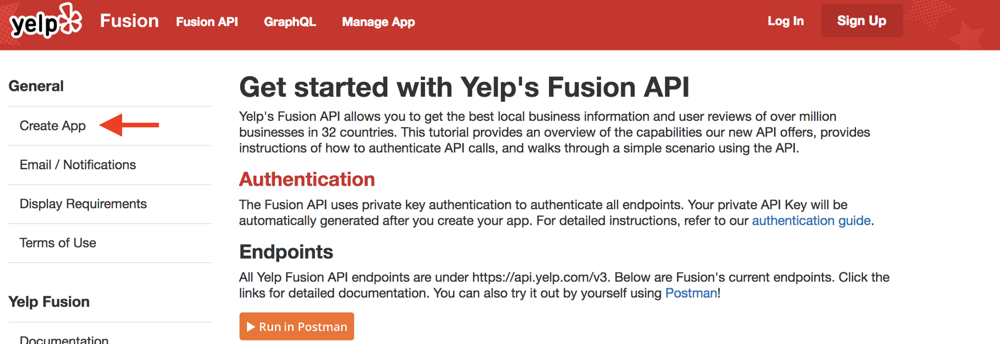 yelp Fusion Fusion API GraphQL Manage App Log In Sign Up
General
Create App
Email / Notifications
Display Requirements
Terms of Use
Yelp Fusion
Documentation
Get started with Yelp's Fusion API
Yelp's Fusion API allows you to get the best local business information and user reviews of over million
businesses in 32 countries. This tutorial provides an overview of the capabilities our new API offers, provides
instructions of how to authenticate API calls, and walks through a simple scenario using the API.
Authentication
The Fusion API uses private key authentication to authenticate all endpoints. Your private API Key will be
automatically generated after you create your app. For detailed instructions, refer to our authentication guide.
Endpoints
All Yelp Fusion API endpoints are under https://api.yelp.com/v3. Below are Fusion's current endpoints. Click the
links for detailed documentation. You can also try it out by yourself using Postman!
Run in Postman